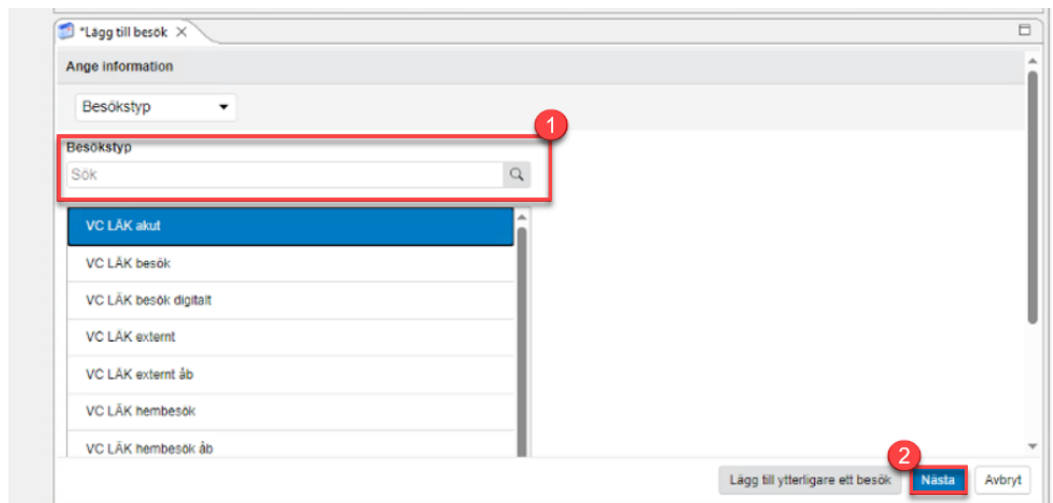 *Lägg till besök
Ange information
Besökstyp
1
Besökstyp
Sök
VC LÄK akut
VC LÄK besök
VC LÄK besök digitalt
VC LÄK externt
VC LÄK externt åb
VC LÄK hembesök
VC LÄK hembesök åb
2
Lägg till ytterligare ett besök Nästa Avbryt